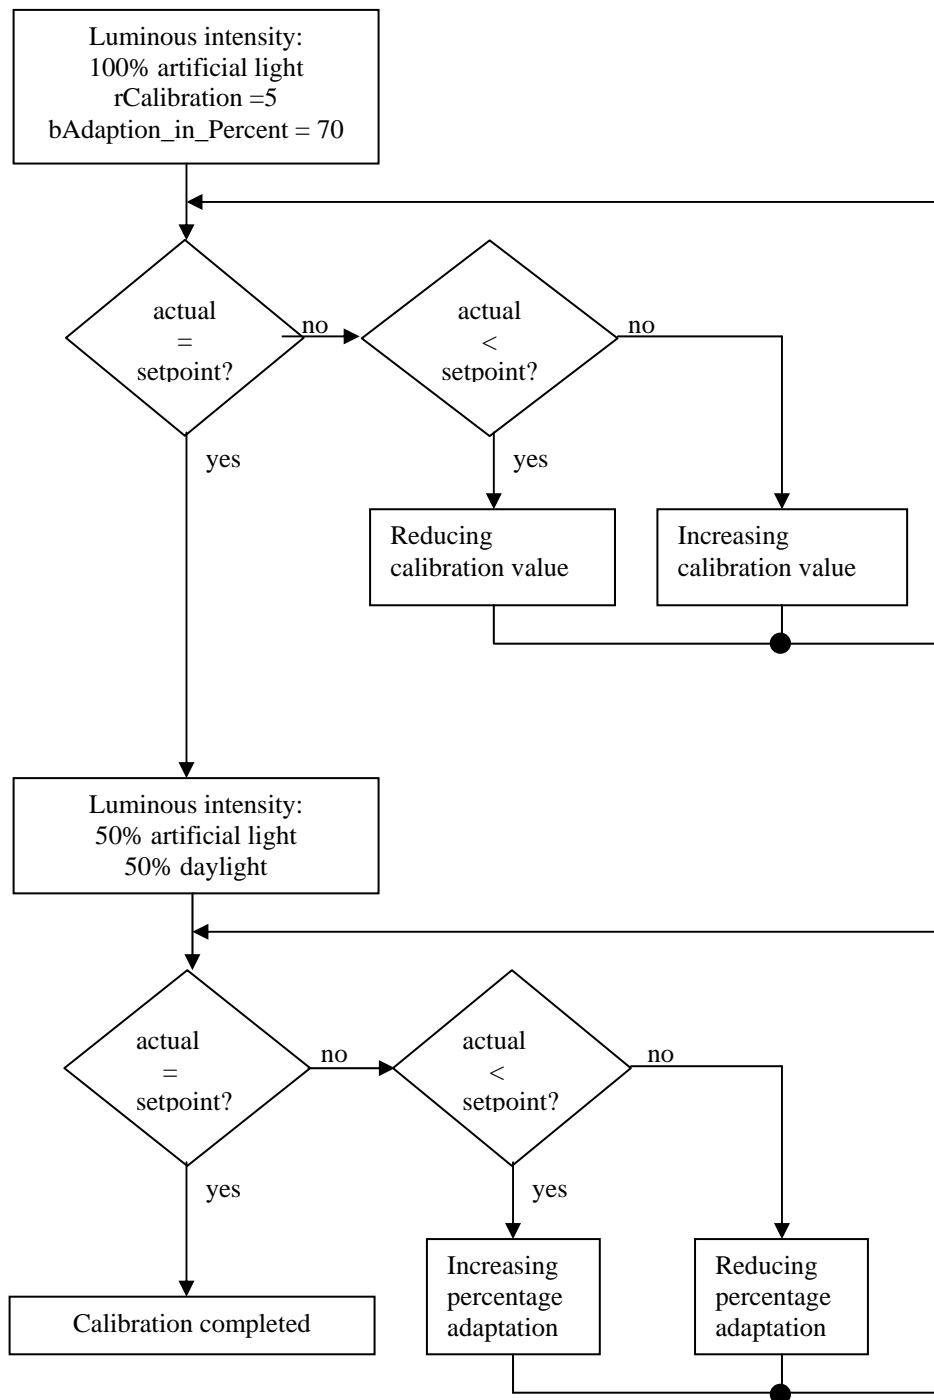 Luminous intensity:
100% artificial light
rCalibration =5
bAdaption_in_Percent = 70
actual
=
setpoint?
no
actual
<
setpoint?
no
yes
yes
Reducing
calibration value
Increasing
calibration value
Luminous intensity:
50% artificial light
50% daylight
actual
=
setpoint?
no
actual
<
setpoint?
no
yes
yes
Increasing
percentage
adaptation
Reducing
percentage
adaptation
Calibration completed